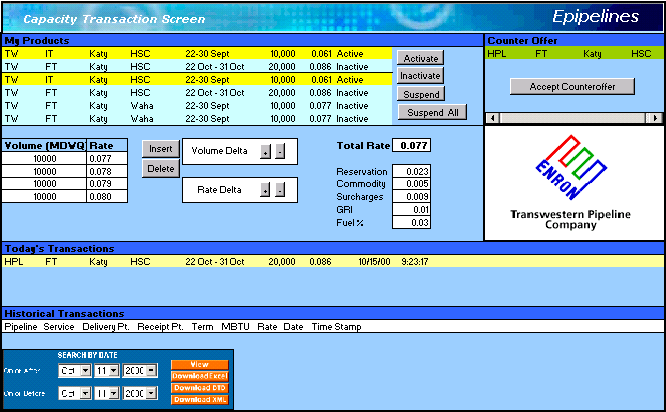 Capacity Transaction Screen
Epipelines
My Products
TW IT Katy HSC 22-30 Sept 10,000 0.061 Active
TW FT Katy HSC 22 Oct - 31 Oct 20,000 0.086 Inactive
TW IT Katy HSC 22-30 Sept 10,000 0.061 Active
TW FT Katy HSC 22 Oct - 31 Oct 20,000 0.086 Inactive
TW FT Katy Waha 22-30 Sept 10,000 0.077 Inactive
TW FT Katy Waha 22-30 Sept 10,000 0.077 Inactive
Activate
Inactivate
Suspend
Suspend All
Counter Offer
HPL FT Katy HSC
Accept Counteroffer
Volume (MDVQ) Rate
10000 0.077
10000 0.078
10000 0.079
10000 0.080
Insert
Delete
Volume Delta + -
Rate Delta + -
Total Rate 0.077
Reservation 0.023
Commodity 0.005
Surcharges 0.009
GRI 0.01
Fuel % 0.03
ENRON
Transwestern Pipeline
Company
Today's Transactions
HPL FT Katy HSC 22 Oct - 31 Oct 20,000 0.086 10/15/00 9:23:17
Historical Transactions
Pipeline Service Delivery Pt. Receipt Pt. Term MBTU Rate Date Time Stamp
SEARCH BY DATE
On or After Oct 11 2000
On or Before Oct 11 2000
View
Download Excel
Download DTD
Download XML